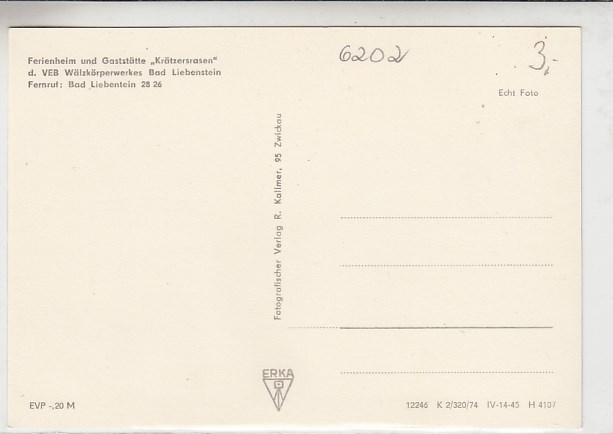 Ferienheim und Gaststätte „Krätzersrasen"
d. VEB Wälzkörperwerkes Bad Liebenstein
Fernruf: Bad Liebentein 28 26
6202
3,-
Echt Foto
Fotografischer Verlag R. Kallmer, 95 Zwickau
ERKA
EVP -,20 M
12246 K 2/320/74 IV-14-45 H 4107